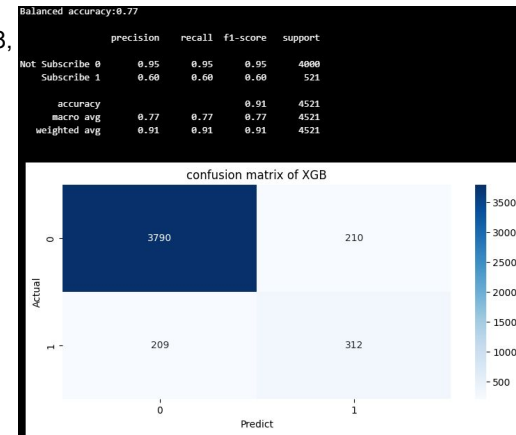 Balanced accuracy:0.77
3,
precision recall f1-score support
Not Subscribe 0 0.95 0.95 0.95 4000
Subscribe 1 0.60 0.60 0.60 521
accuracy 0.91 4521
macro avg 0.77 0.77 0.77 4521
weighted avg 0.91 0.91 0.91 4521
confusion matrix of XGB
0 3790 210
1 209 312
Actual
0 1
Predict
3500
3000
2500
2000
1500
1000
500